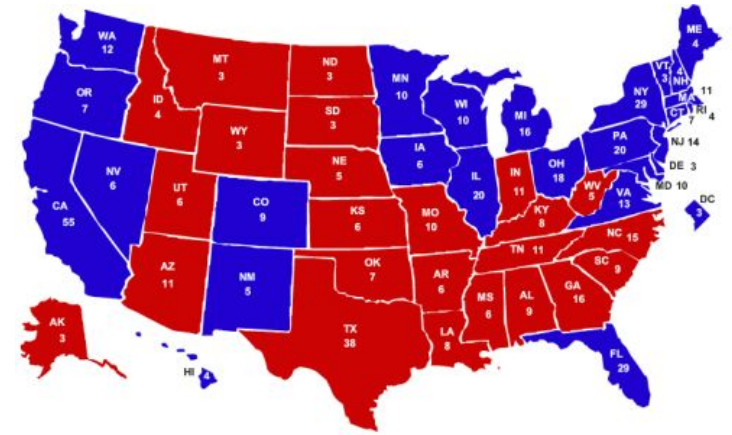 WA
12
OR
7
CA
55
NV
6
ID
4
MT
3
WY
3
UT
6
AZ
11
CO
9
NM
5
ND
3
SD
3
NE
5
KS
6
OK
7
TX
38
MN
10
IA
6
MO
10
AR
6
LA
8
WI
10
IL
20
MI
16
IN
11
OH
18
KY
8
TN 11
MS
6
AL
9
GA
16
FL
29
SC
9
NC 15
WV
5
VA
13
PA
20
NY
29
VT
3
4
NH
ME
4
11
MA
RI 4
CT
7
NJ 14
DE 3
MD 10
DC
3
AK
3
HI 4